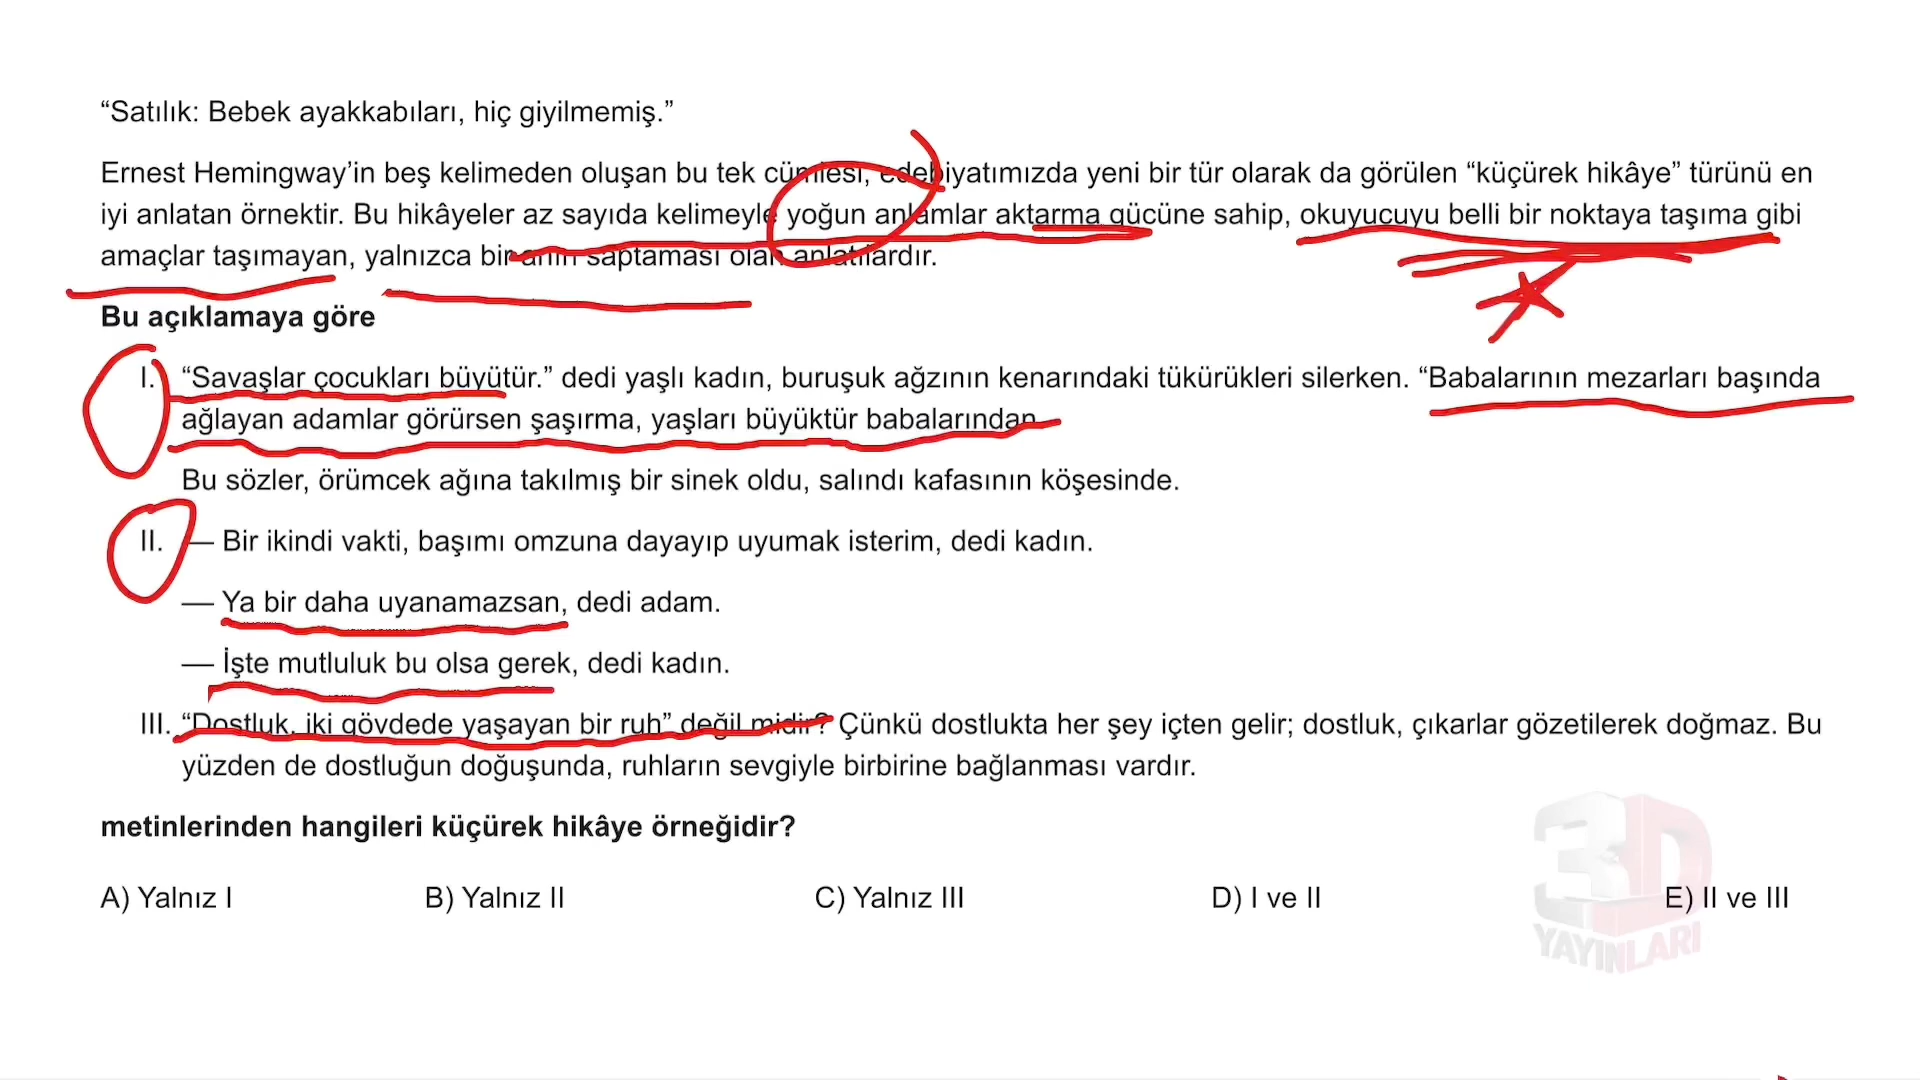 “Satılık: Bebek ayakkabıları, hiç giyilmemiş.”
Ernest Hemingway’in beş kelimeden oluşan bu tek cümlesi, edebiyatımızda yeni bir tür olarak da görülen “küçürek hikâye” türünü en
iyi anlatan örnektir. Bu hikâyeler az sayıda kelimeyle yoğun anlamlar aktarma gücüne sahip, okuyucuyu belli bir noktaya taşıma gibi
amaçlar taşımayan, yalnızca bir anın saptaması olan anlatılardır.
Bu açıklamaya göre
I. “Savaşlar çocukları büyütür.” dedi yaşlı kadın, buruşuk ağzının kenarındaki tükürükleri silerken. “Babalarının mezarları başında
ağlayan adamlar görürsen şaşırma, yaşları büyüktür babalarından
Bu sözler, örümcek ağına takılmış bir sinek oldu, salındı kafasının köşesinde.
II. — Bir ikindi vakti, başımı omzuna dayayıp uyumak isterim, dedi kadın.
— Ya bir daha uyanamazsan, dedi adam.
— İşte mutluluk bu olsa gerek, dedi kadın.
III. “Dostluk, iki gövdede yaşayan bir ruh” değil midir? Çünkü dostlukta her şey içten gelir; dostluk, çıkarlar gözetilerek doğmaz. Bu
yüzden de dostluğun doğuşunda, ruhların sevgiyle birbirine bağlanması vardır.
metinlerinden hangileri küçürek hikâye örneğidir?
A) Yalnız I B) Yalnız II C) Yalnız III D) I ve II E) II ve III
3D
YAYINLARI